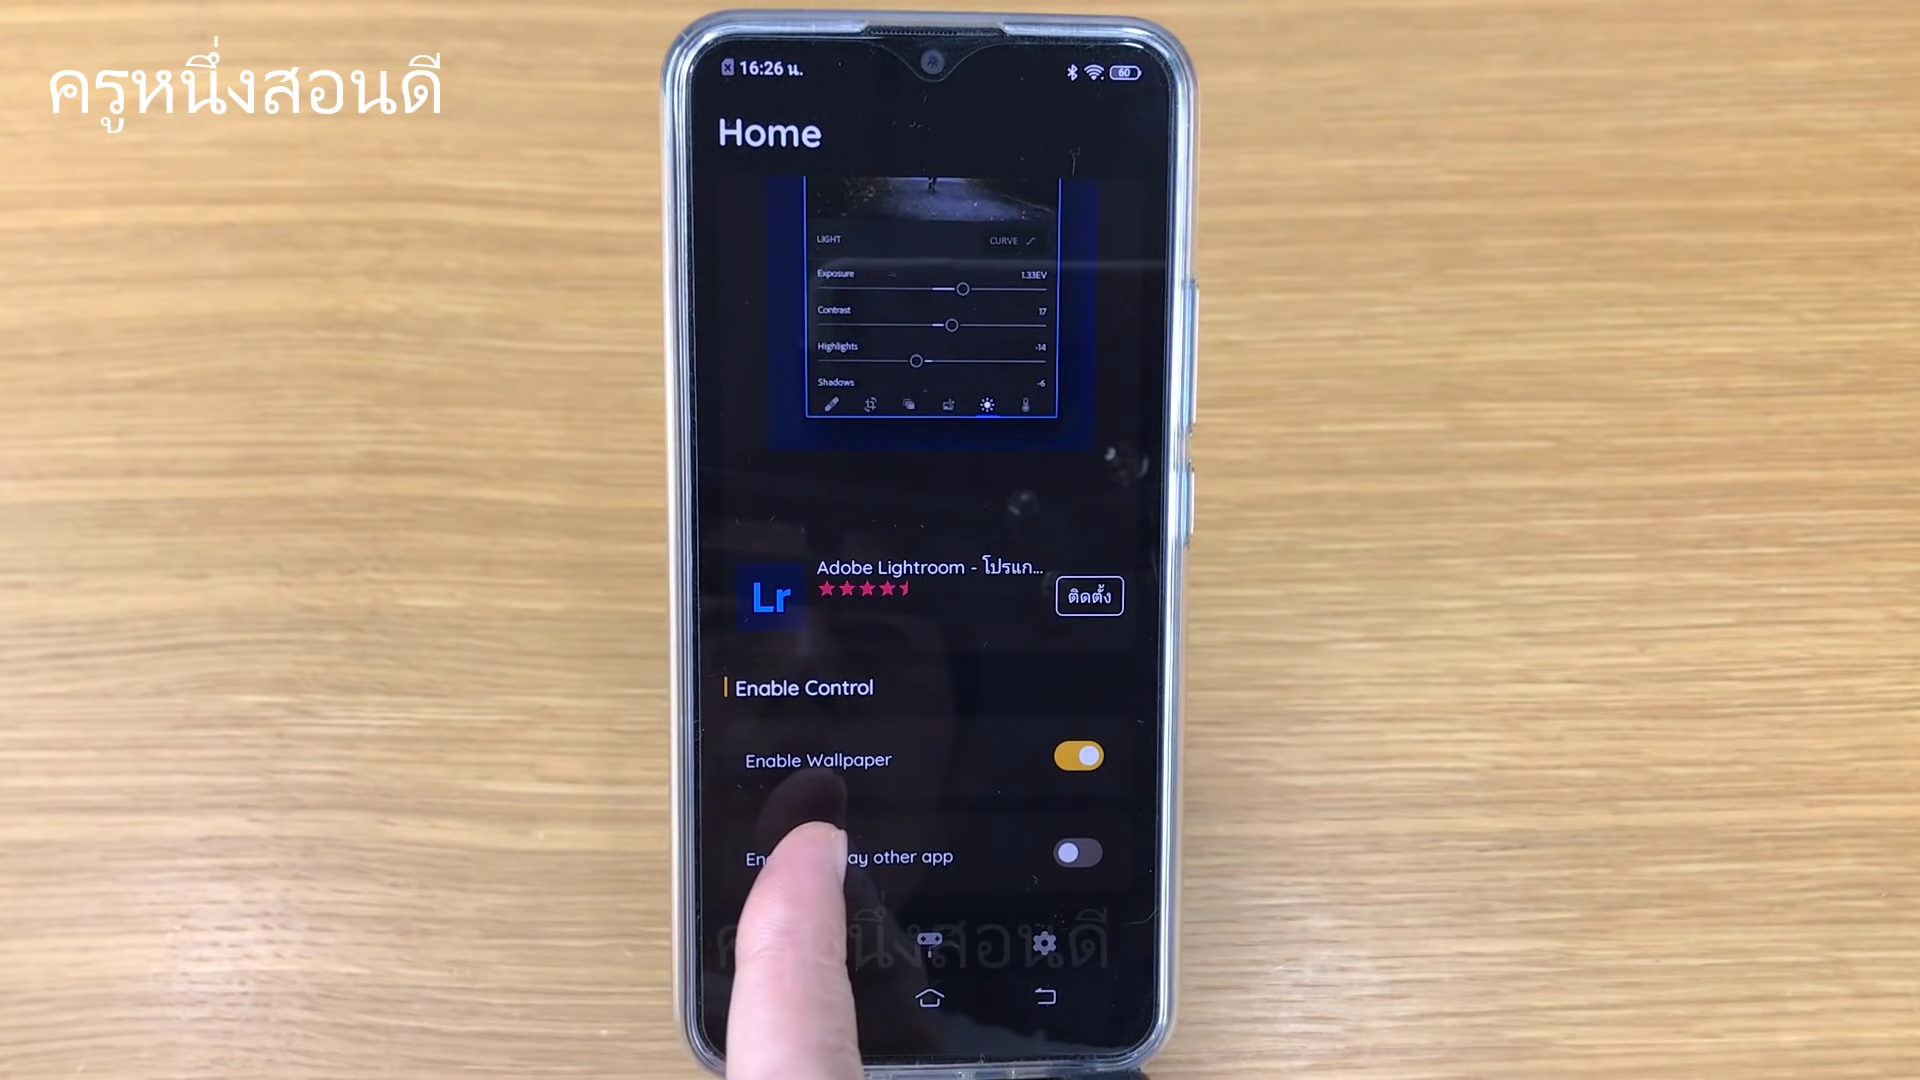 ครูหนึ่งสอนดี
16:26 น.
60
Home
LIGHT
CURVE
Exposure
1.33EV
Contrast
17
Highlights
-14
Shadows
-6
Adobe Lightroom - โปรแก...
Lr
ติดตั้ง
Enable Control
Enable Wallpaper
other app
ครูหนึ่งสอนดี